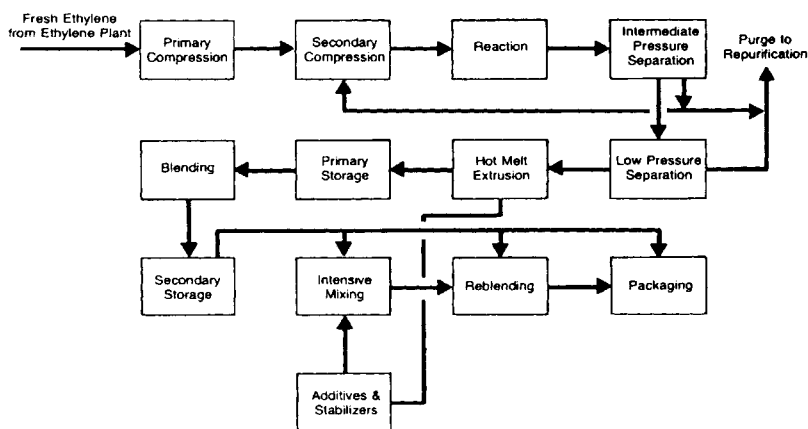 Fresh Ethylene
from Ethylene Plant
Primary
Compression
Secondary
Compression
Reaction
Intermediate
Pressure
Separation
Purge to
Repurification
Blending
Primary
Storage
Hot Melt
Extrusion
Low Pressure
Separation
Secondary
Storage
Intensive
Mixing
Reblending
Packaging
Additives &
Stabilizers